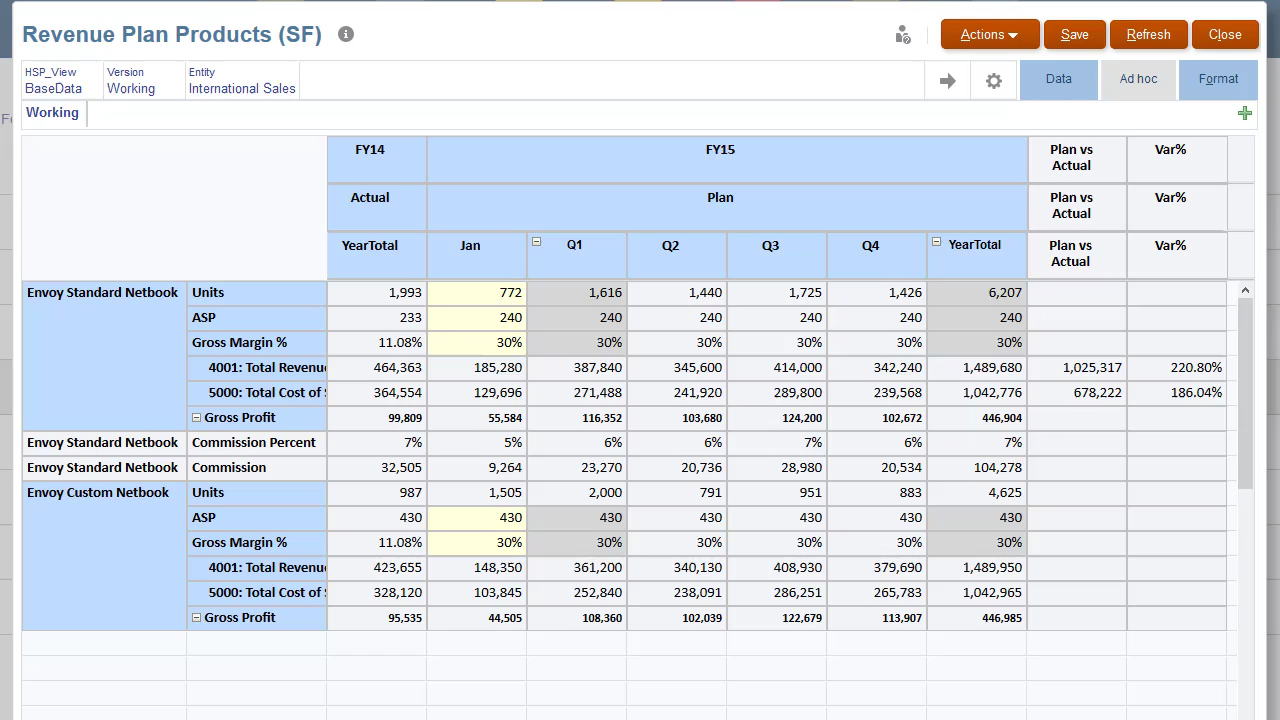 Revenue Plan Products (SF)
Actions Save Refresh Close
HSP_View Version Entity
BaseData Working International Sales
Data Ad hoc Format
Working
FY14 FY15 Plan vs Actual Var%
Actual Plan Plan vs Actual Var%
YearTotal Jan Q1 Q2 Q3 Q4 YearTotal Plan vs Actual Var%
Envoy Standard Netbook Units 1,993 772 1,616 1,440 1,725 1,426 6,207
ASP 233 240 240 240 240 240 240
Gross Margin % 11.08% 30% 30% 30% 30% 30% 30%
4001: Total Revenu 464,363 185,280 387,840 345,600 414,000 342,240 1,489,680 1,025,317 220.80%
5000: Total Cost of 364,554 129,696 271,488 241,920 289,800 239,568 1,042,776 678,222 186.04%
Gross Profit 99,809 55,584 116,352 103,680 124,200 102,672 446,904
Envoy Standard Netbook Commission Percent 7% 5% 6% 6% 7% 6% 7%
Envoy Standard Netbook Commission 32,505 9,264 23,270 20,736 28,980 20,534 104,278
Envoy Custom Netbook Units 987 1,505 2,000 791 951 883 4,625
ASP 430 430 430 430 430 430 430
Gross Margin % 11.08% 30% 30% 30% 30% 30% 30%
4001: Total Revenu 423,655 148,350 361,200 340,130 408,930 379,690 1,489,950
5000: Total Cost of 328,120 103,845 252,840 238,091 286,251 265,783 1,042,965
Gross Profit 95,535 44,505 108,360 102,039 122,679 113,907 446,985